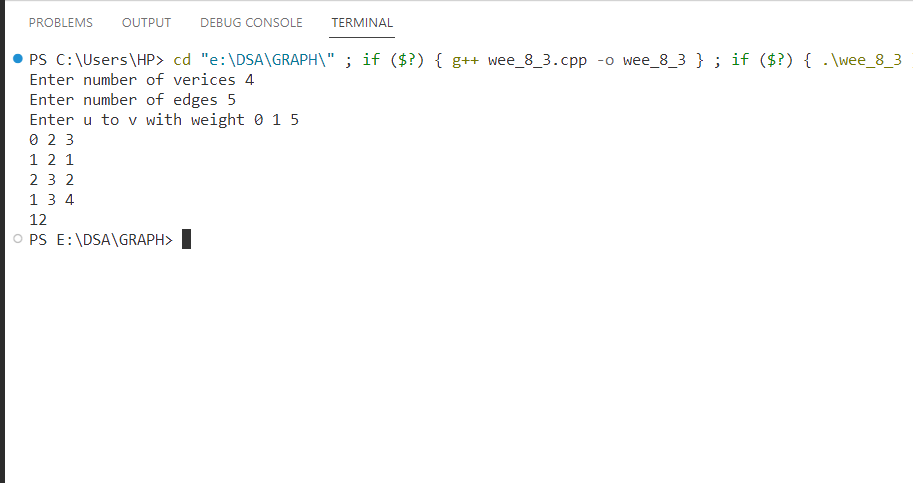 PROBLEMS OUTPUT DEBUG CONSOLE TERMINAL
PS C:\Users\HP> cd "e:\DSA\GRAPH\" ; if ($?) { g++ wee_8_3.cpp -o wee_8_3 } ; if ($?) { .\wee_8_3
Enter number of verices 4
Enter number of edges 5
Enter u to v with weight 0 1 5
0 2 3
1 2 1
2 3 2
1 3 4
12
PS E:\DSA\GRAPH>